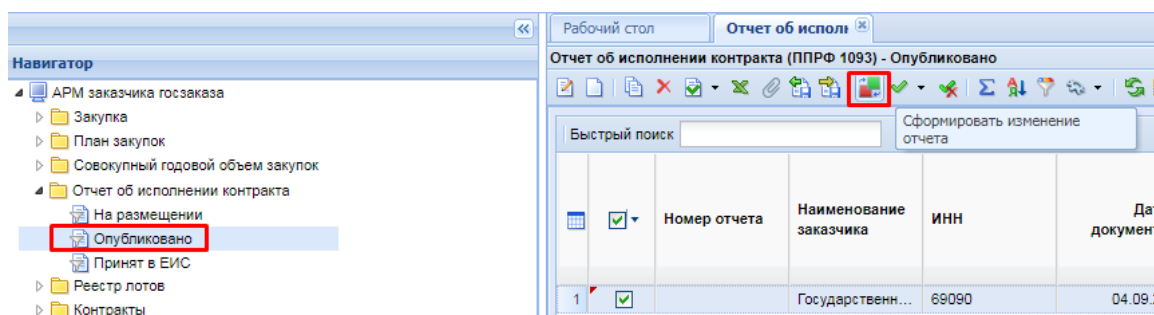 Рабочий стол
Отчет об исполн
Навигатор
Отчет об исполнении контракта (ППРФ 1093) - Опубликовано
АРМ заказчика госзаказа
Закупка
План закупок
Совокупный годовой объем закупок
Отчет об исполнении контракта
На размещении
Опубликовано
Принят в ЕИС
Реестр лотов
Контракты
Сформировать изменение
отчета
Быстрый поиск
Номер отчета
Наименование
заказчика
ИНН
Да
докумен
1
Государственн...
69090
04.09.